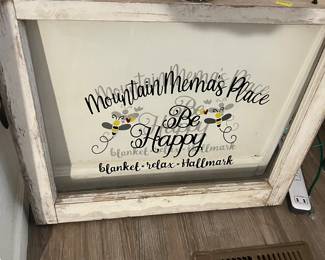 Mountain Mema's Place
Be
Happy
blanket • relax • Hallmark